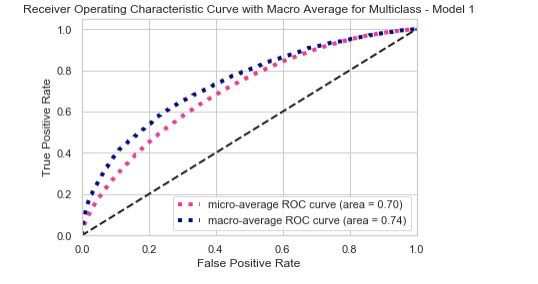 Receiver Operating Characteristic Curve with Macro Average for Multiclass - Model 1
1.0
0.8
0.6
0.4
0.2
0.0
True Positive Rate
micro-average ROC curve (area = 0.70)
macro-average ROC curve (area = 0.74)
0.0 0.2 0.4 0.6 0.8 1.0
False Positive Rate